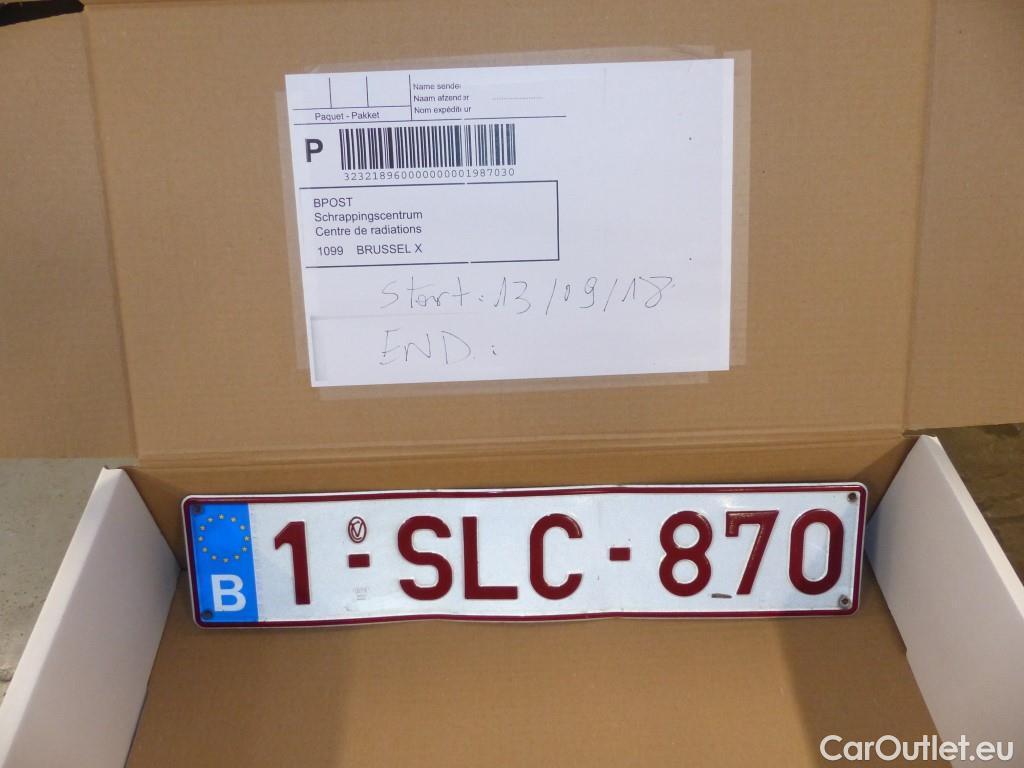 Name sender
Naam afzender ....................
Nom expéditeur
Paquet - Pakket
P
3232189600000000001987030
BPOST
Schrappingscentrum
Centre de radiations
1099 BRUSSEL X
Start: 13/09/18
END:
B 1-SLC-870
CarOutlet.eu